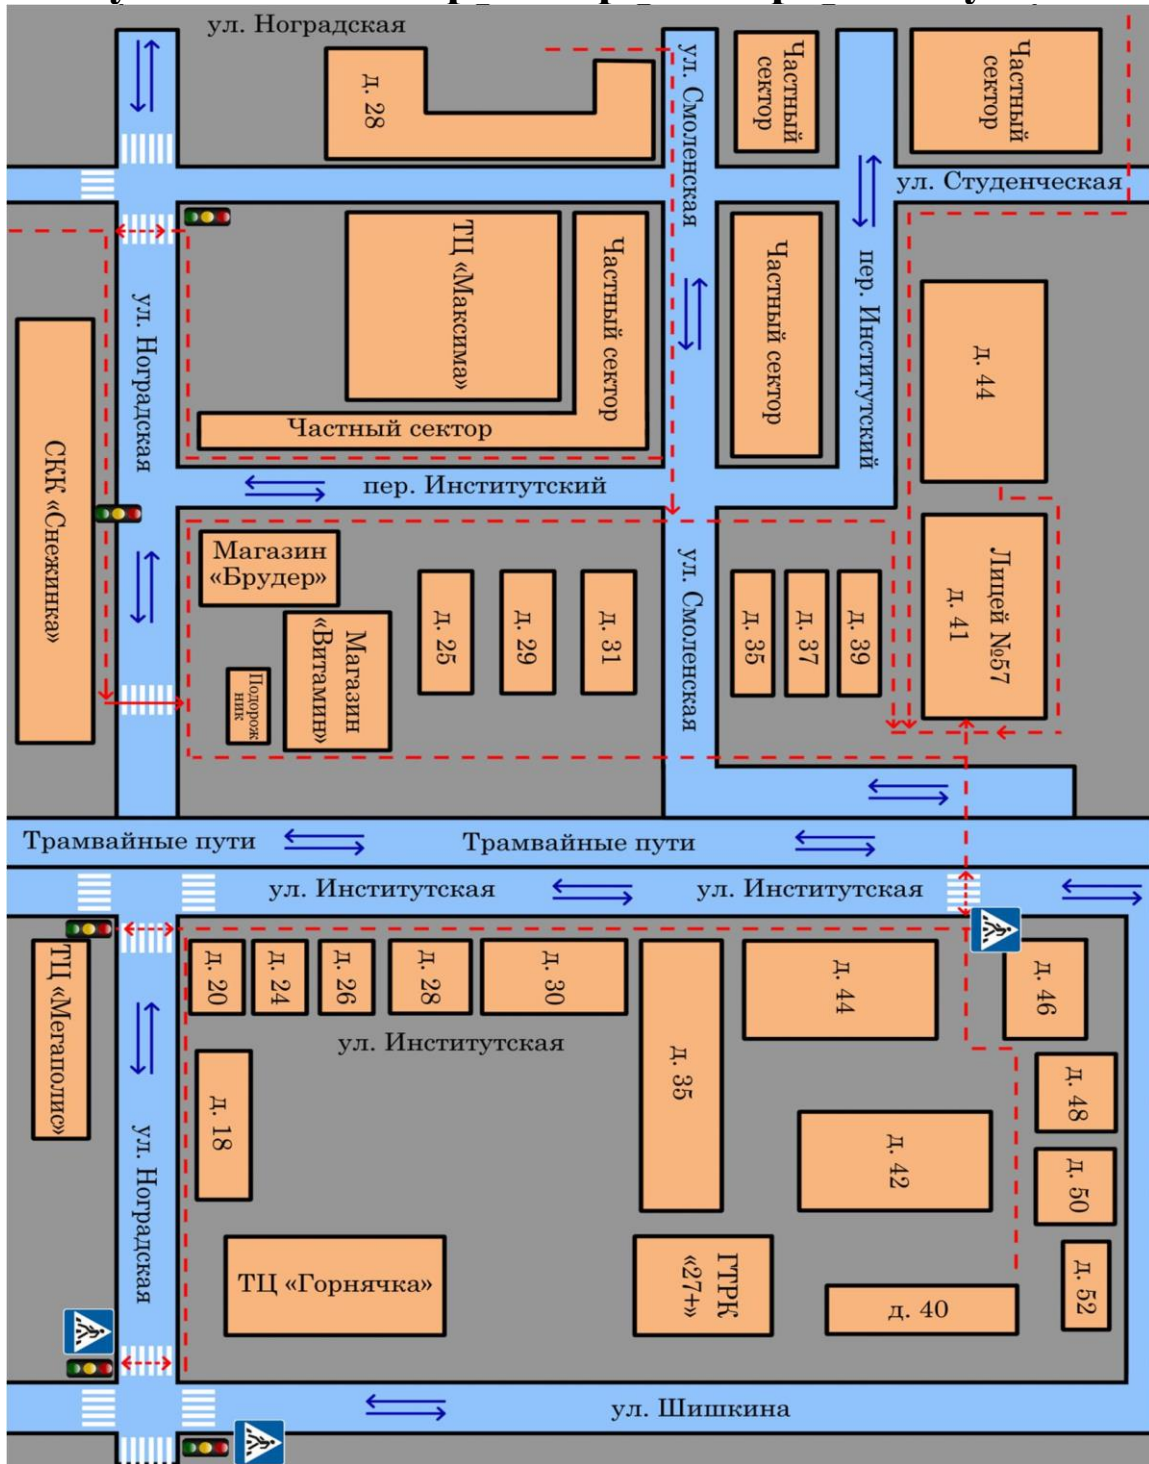 ул. Ноградская
д. 28
ул. Смоленская
Частный
сектор
Частный
сектор
ул. Студенческая
ТЦ «Максима»
Частный сектор
Частный сектор
пер. Институтский
ул. Ноградская
д. 44
Частный сектор
СКК «Снежинка»
пер. Институтский
Магазин
«Брудер»
ул. Смоленская
Лицей №57
д. 41
д. 25
д. 29
д. 31
д. 35
д. 37
д. 39
Магазин
«Витамин»
Подорож
ник
Трамвайные пути
Трамвайные пути
ул. Институтская
ул. Институтская
ТЦ «Мегаполис»
д. 20
д. 24
д. 26
д. 28
д. 30
д. 35
д. 44
д. 46
ул. Институтская
д. 18
д. 48
д. 42
д. 50
ул. Ноградская
ТЦ «Горнячка»
ГТРК
«27+»
д. 40
д. 52
ул. Шишкина